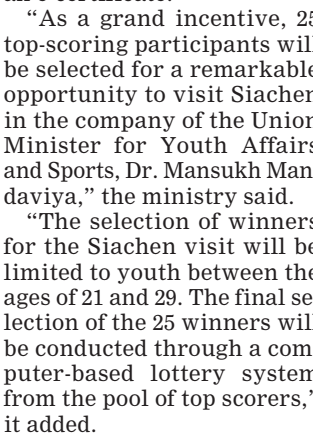 "As a grand incentive, 25
top-scoring participants will
be selected for a remarkable
opportunity to visit Siachen
in the company of the Union
Minister for Youth Affairs
and Sports, Dr. Mansukh Man
daviya," the ministry said.
"The selection of winners
for the Siachen visit will be
limited to youth between the
ages of 21 and 29. The final se
lection of the 25 winners will
be conducted through a com
puter-based lottery system
from the pool of top scorers,"
it added.